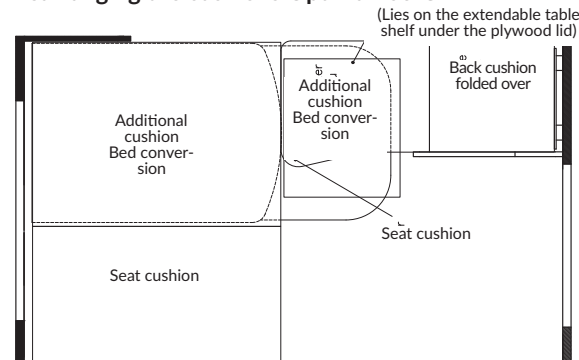 (Lies on the extendable table
shelf under the plywood lid)
Back cushion
folded over
Additional
cushion
Bed conver-
sion
Additional
cushion
Bed conver-
sion
Seat cushion
Seat cushion